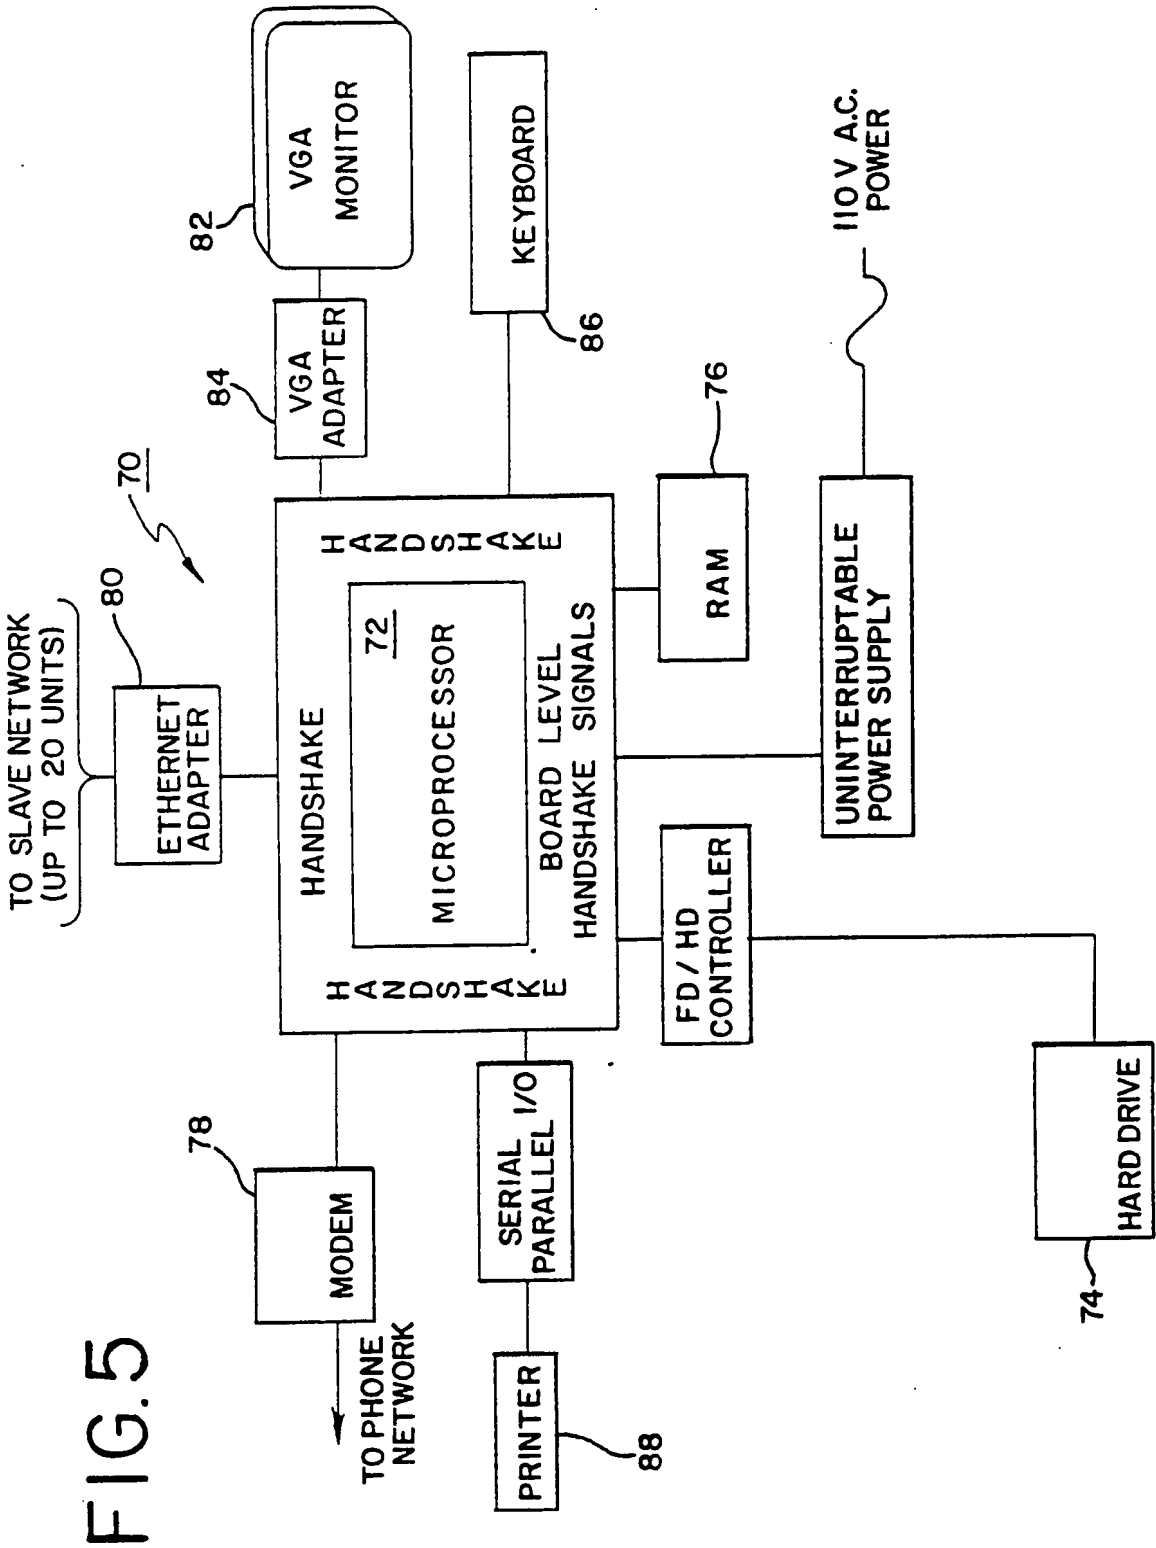 FIG. 5
TO SLAVE NETWORK
(UP TO 20 UNITS)
70
80
ETHERNET
ADAPTER
78
MODEM
TO PHONE
NETWORK
84
VGA
ADAPTER
82
VGA
MONITOR
HANDSHAKE
HANDSHAKE
HANDSHAKE
72
MICROPROCESSOR
BOARD LEVEL
HANDSHAKE SIGNALS
SERIAL I/O
PARALLEL
PRINTER
88
KEYBOARD
86
FD/HD
CONTROLLER
RAM
76
UNINTERRUPTABLE
POWER SUPPLY
110V A.C.
POWER
74
HARD DRIVE